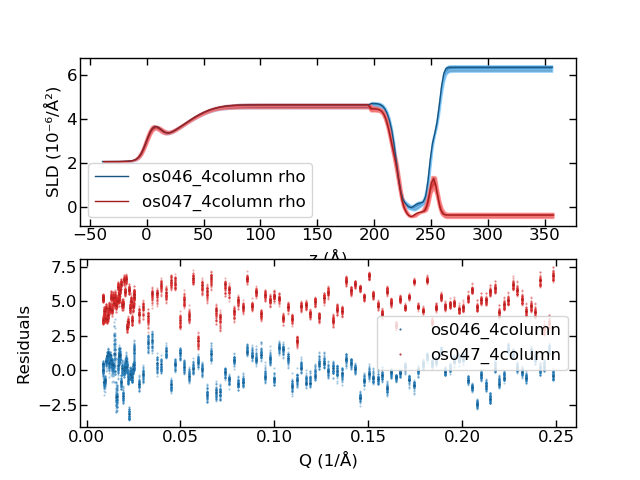 SLD (10⁻⁶/Å²)
6
4
2
0
os046_4column rho
os047_4column rho
−50 0 50 100 150 200 250 300 350
z (Å)
Residuals
7.5
5.0
2.5
0.0
−2.5
os046_4column
os047_4column
0.00 0.05 0.10 0.15 0.20 0.25
Q (1/Å)